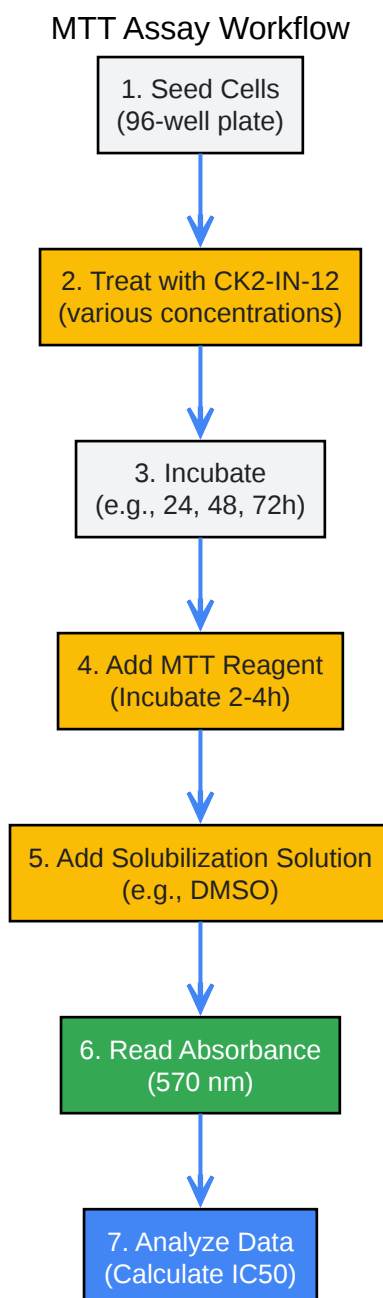 MTT Assay Workflow
1. Seed Cells
(96-well plate)
2. Treat with CK2-IN-12
(various concentrations)
3. Incubate
(e.g., 24, 48, 72h)
4. Add MTT Reagent
(Incubate 2-4h)
5. Add Solubilization Solution
(e.g., DMSO)
6. Read Absorbance
(570 nm)
7. Analyze Data
(Calculate IC50)